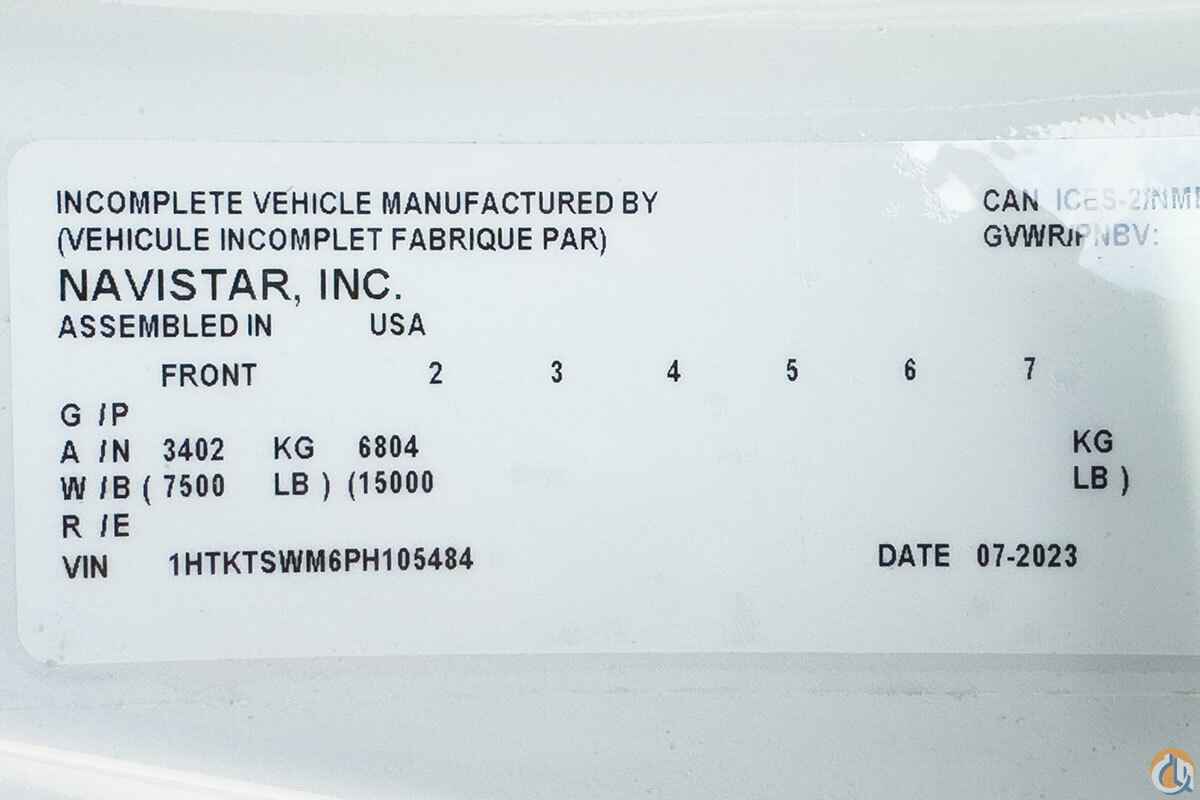 INCOMPLETE VEHICLE MANUFACTURED BY CAN ICES-2/NM
(VEHICULE INCOMPLET FABRIQUE PAR) GVWR/PNBV:
NAVISTAR, INC.
ASSEMBLED IN USA
FRONT 2 3 4 5 6 7
G /P
A /N 3402 KG 6804 KG
W /B ( 7500 LB ) (15000 LB )
R /E
VIN 1HTKTSWM6PH105484 DATE 07-2023